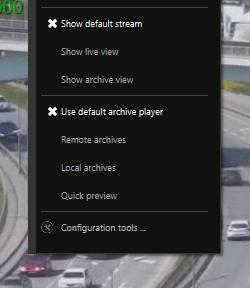 Show default stream
Show live view
Show archive view
Use default archive player
Remote archives
Local archives
Quick preview
Configuration tools ...